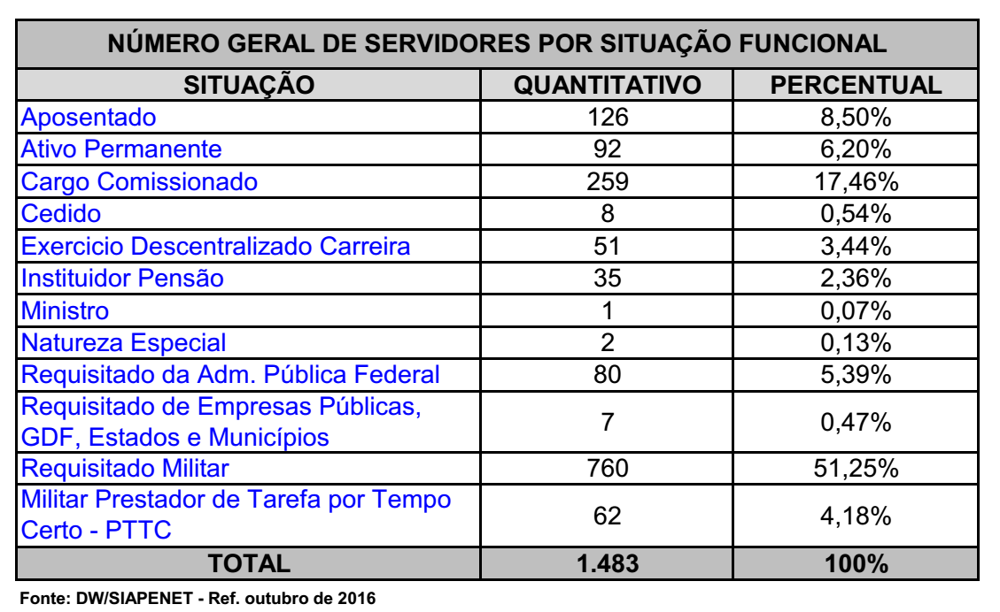 NÚMERO GERAL DE SERVIDORES POR SITUAÇÃO FUNCIONAL
SITUAÇÃO QUANTITATIVO PERCENTUAL
Aposentado 126 8,50%
Ativo Permanente 92 6,20%
Cargo Comissionado 259 17,46%
Cedido 8 0,54%
Exercicio Descentralizado Carreira 51 3,44%
Instituidor Pensão 35 2,36%
Ministro 1 0,07%
Natureza Especial 2 0,13%
Requisitado da Adm. Pública Federal 80 5,39%
Requisitado de Empresas Públicas,
GDF, Estados e Municípios 7 0,47%
Requisitado Militar 760 51,25%
Militar Prestador de Tarefa por Tempo
Certo - PTTC 62 4,18%
TOTAL 1.483 100%
Fonte: DW/SIAPENET - Ref. outubro de 2016